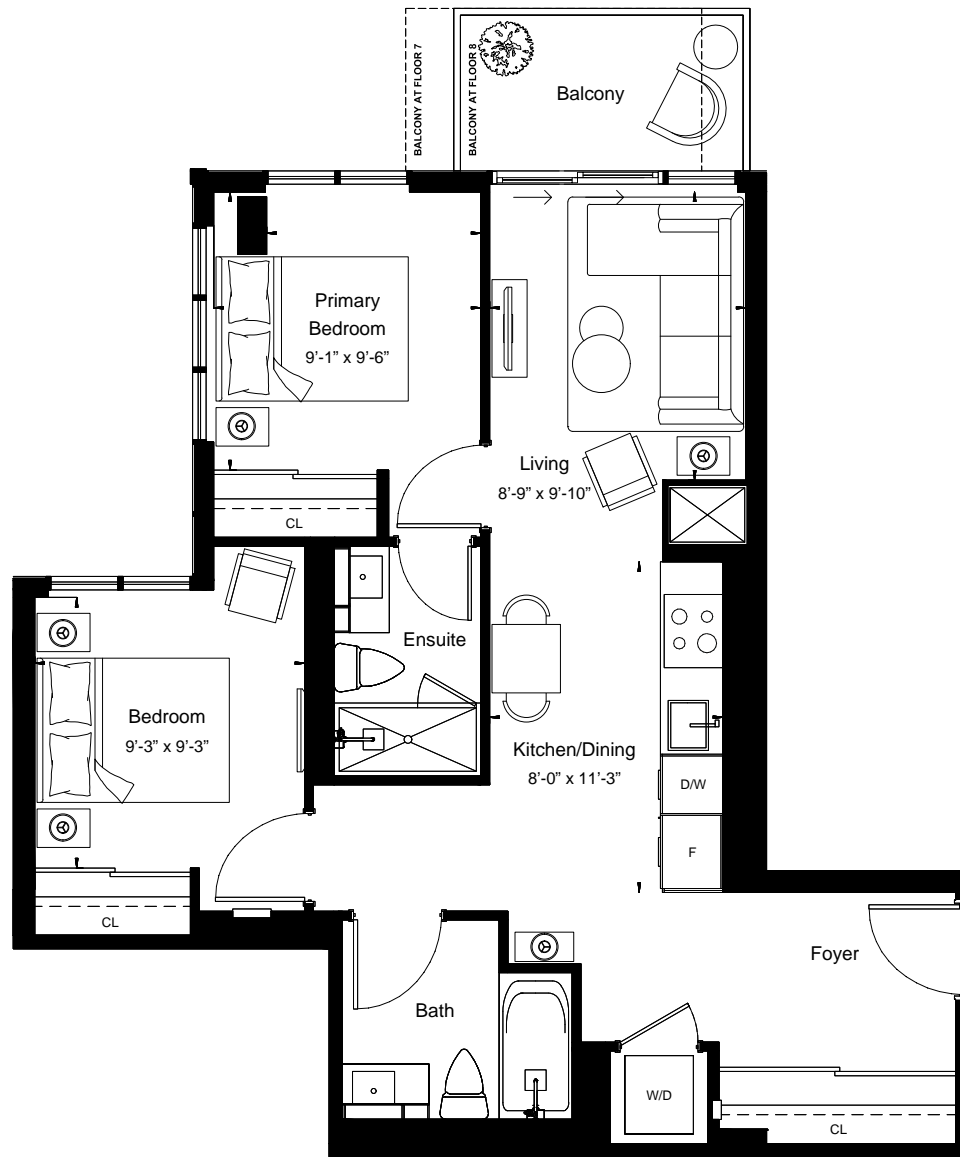 BALCONY AT FLOOR 7
BALCONY AT FLOOR 8
Balcony
Primary
Bedroom
9’-1” x 9’-6”
Living
8’-9” x 9’-10”
CL
Ensuite
Bedroom
9’-3” x 9’-3”
Kitchen/Dining
8’-0” x 11’-3”
D/W
F
CL
Foyer
Bath
W/D
CL